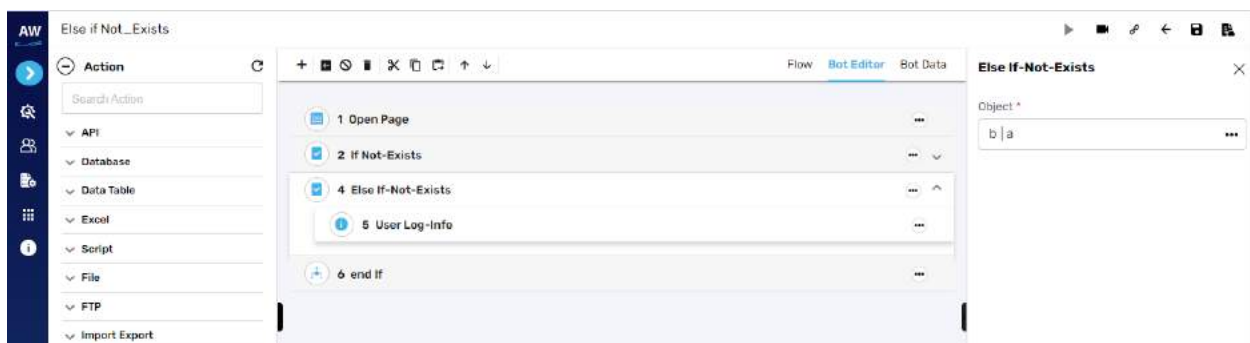 AW
Else if Not_Exists
Action
Search Action
API
Database
Data Table
Excel
Script
File
FTP
Import Export
Flow Bot Editor Bot Data
1 Open Page
2 If Not-Exists
4 Else If-Not-Exists
5 User Log-Info
6 end If
Else If-Not-Exists
Object *
b | a